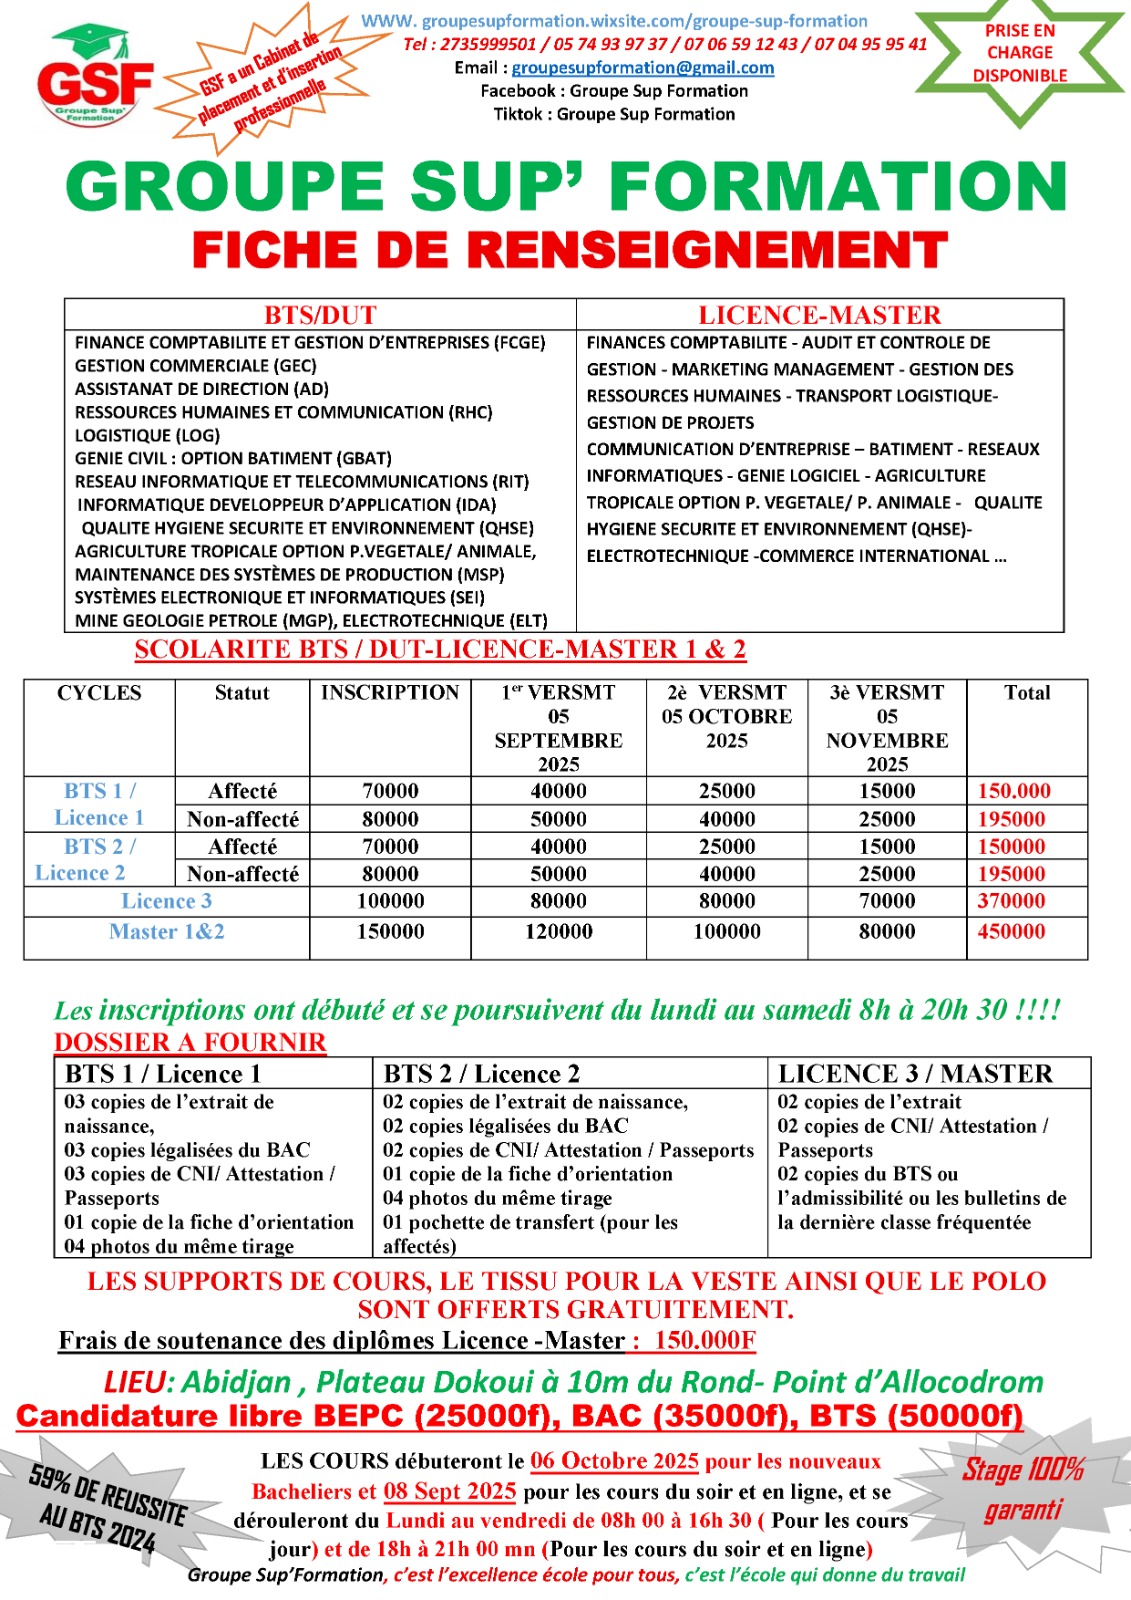 GSF
Groupe Sup'
Formation
GSF a un Cabinet de
placement et d'insertion
professionnelle
WWW. groupesupformation.wixsite.com/groupe-sup-formation
Tel : 2735999501 / 05 74 93 97 37 / 07 06 59 12 43 / 07 04 95 95 41
Email : groupesupformation@gmail.com
Facebook : Groupe Sup Formation
Tiktok : Groupe Sup Formation
PRISE EN
CHARGE
DISPONIBLE
GROUPE SUP’ FORMATION
FICHE DE RENSEIGNEMENT
BTS/DUT
FINANCE COMPTABILITE ET GESTION D’ENTREPRISES (FCGE)
GESTION COMMERCIALE (GEC)
ASSISTANAT DE DIRECTION (AD)
RESSOURCES HUMAINES ET COMMUNICATION (RHC)
LOGISTIQUE (LOG)
GENIE CIVIL : OPTION BATIMENT (GBAT)
RESEAU INFORMATIQUE ET TELECOMMUNICATIONS (RIT)
INFORMATIQUE DEVELOPPEUR D’APPLICATION (IDA)
QUALITE HYGIENE SECURITE ET ENVIRONNEMENT (QHSE)
AGRICULTURE TROPICALE OPTION P.VEGETALE/ ANIMALE,
MAINTENANCE DES SYSTÈMES DE PRODUCTION (MSP)
SYSTÈMES ELECTRONIQUE ET INFORMATIQUES (SEI)
MINE GEOLOGIE PETROLE (MGP), ELECTROTECHNIQUE (ELT)
LICENCE-MASTER
FINANCES COMPTABILITE - AUDIT ET CONTROLE DE
GESTION - MARKETING MANAGEMENT - GESTION DES
RESSOURCES HUMAINES - TRANSPORT LOGISTIQUE-
GESTION DE PROJETS
COMMUNICATION D’ENTREPRISE – BATIMENT - RESEAUX
INFORMATIQUES - GENIE LOGICIEL - AGRICULTURE
TROPICALE OPTION P. VEGETALE/ P. ANIMALE - QUALITE
HYGIENE SECURITE ET ENVIRONNEMENT (QHSE)-
ELECTROTECHNIQUE -COMMERCE INTERNATIONAL ...
SCOLARITE BTS / DUT-LICENCE-MASTER 1 & 2
CYCLES Statut INSCRIPTION 1er VERSMT 2è VERSMT 3è VERSMT Total
05 05 OCTOBRE 05
SEPTEMBRE 2025 NOVEMBRE
2025 2025
BTS 1 / Affecté 70000 40000 25000 15000 150.000
Licence 1 Non-affecté 80000 50000 40000 25000 195000
BTS 2 / Affecté 70000 40000 25000 15000 150000
Licence 2 Non-affecté 80000 50000 40000 25000 195000
Licence 3 100000 80000 80000 70000 370000
Master 1&2 150000 120000 100000 80000 450000
Les inscriptions ont débuté et se poursuivent du lundi au samedi 8h à 20h 30 !!!!
DOSSIER A FOURNIR
BTS 1 / Licence 1
03 copies de l’extrait de
naissance,
03 copies légalisées du BAC
03 copies de CNI/ Attestation /
Passeports
01 copie de la fiche d’orientation
04 photos du même tirage
BTS 2 / Licence 2
02 copies de l’extrait de naissance,
02 copies légalisées du BAC
02 copies de CNI/ Attestation / Passeports
01 copie de la fiche d’orientation
04 photos du même tirage
01 pochette de transfert (pour les
affectés)
LICENCE 3 / MASTER
02 copies de l’extrait
02 copies de CNI/ Attestation /
Passeports
02 copies du BTS ou
l’admissibilité ou les bulletins de
la dernière classe fréquentée
LES SUPPORTS DE COURS, LE TISSU POUR LA VESTE AINSI QUE LE POLO
SONT OFFERTS GRATUITEMENT.
Frais de soutenance des diplômes Licence -Master : 150.000F
LIEU: Abidjan , Plateau Dokoui à 10m du Rond- Point d’Allocodrom
Candidature libre BEPC (25000f), BAC (35000f), BTS (50000f)
59% DE REUSSITE
AU BTS 2024
LES COURS débuteront le 06 Octobre 2025 pour les nouveaux
Bacheliers et 08 Sept 2025 pour les cours du soir et en ligne, et se
dérouleront du Lundi au vendredi de 08h 00 à 16h 30 ( Pour les cours
jour) et de 18h à 21h 00 mn (Pour les cours du soir et en ligne)
Stage 100%
garanti
Groupe Sup’Formation, c’est l’excellence école pour tous, c’est l’école qui donne du travail